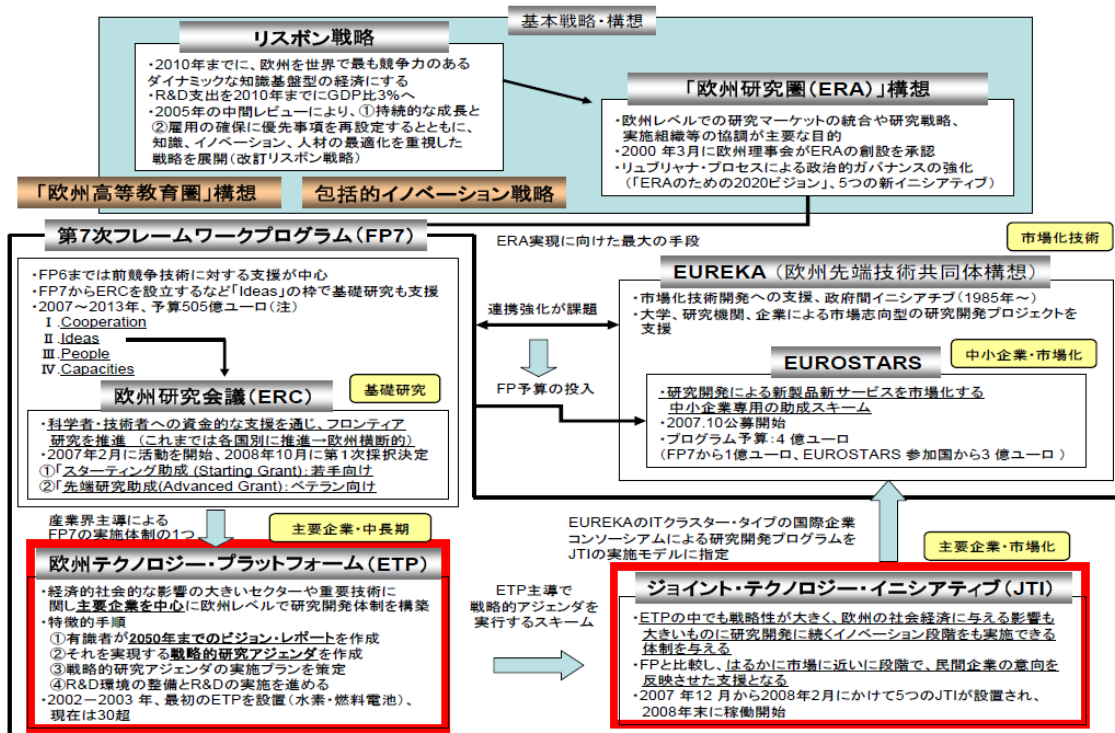 基本戦略・構想
リスボン戦略
・2010年までに、欧州を世界で最も競争力のある
ダイナミックな知識基盤型の経済にする
・R&D支出を2010年までにGDP比3%へ
・2005年の中間レビューにより、①持続的な成長と
②雇用の確保に優先事項を再設定するとともに、
知識、イノベーション、人材の最適化を重視した
戦略を展開(改訂リスボン戦略)
「欧州研究圏(ERA)」構想
・欧州レベルでの研究マーケットの統合や研究戦略、
実施組織等の協調が主要な目的
・2000 年3月に欧州理事会がERAの創設を承認
・リュブリャナ・プロセスによる政治的ガバナンスの強化
(「ERAのための2020ビジョン」、5つの新イニシアティブ)
「欧州高等教育圏」構想
包括的イノベーション戦略
第7次フレームワークプログラム(FP7)
・FP6までは前競争技術に対する支援が中心
・FP7からERCを設立するなど「Ideas」の枠で基礎研究も支援
・2007~2013年、予算505億ユーロ(注)
Ⅰ.Cooperation
Ⅱ.Ideas
Ⅲ.People
Ⅳ.Capacities
欧州研究会議(ERC)
基礎研究
・科学者・技術者への資金的な支援を通じ、フロンティア
研究を推進 (これまでは各国別に推進→欧州横断的)
・2007年2月に活動を開始、2008年10月に第1次採択決定
①「スターティング助成 (Starting Grant):若手向け
②「先端研究助成(Advanced Grant):ベテラン向け
ERA実現に向けた最大の手段
市場化技術
連携強化が課題
FP予算の投入
EUREKA (欧州先端技術共同体構想)
・市場化技術開発への支援、政府間イニシアチブ(1985年~)
・大学、研究機関、企業による市場志向型の研究開発プロジェクトを
支援
EUROSTARS
中小企業・市場化
・研究開発による新製品新サービスを市場化する
中小企業専用の助成スキーム
・2007.10公募開始
・プログラム予算:4 億ユーロ
(FP7から1億ユーロ、EUROSTARS 参加国から3 億ユーロ)
産業界主導による
FP7の実施体制の1つ
主要企業・中長期
欧州テクノロジー・プラットフォーム(ETP)
・経済的社会的な影響の大きいセクターや重要技術に
関し主要企業を中心に欧州レベルで研究開発体制を構築
・特徴的手順
①有識者が2050年までのビジョン・レポートを作成
②それを実現する戦略的研究アジェンダを作成
③戦略的研究アジェンダの実施プランを策定
④R&D環境の整備とR&Dの実施を進める
・2002-2003 年、最初のETPを設置(水素・燃料電池)、
現在は30超
ETP主導で
戦略的アジェンダを
実行するスキーム
EUREKAのITクラスター・タイプの国際企業
コンソーシアムによる研究開発プログラムを
JTIの実施モデルに指定
主要企業・市場化
ジョイント・テクノロジー・イニシアティブ(JTI)
・ETPの中でも戦略性が大きく、欧州の社会経済に与える影響も
大きいものに研究開発に続くイノベーション段階をも実施できる
体制を与える
・FPと比較し、はるかに市場に近いに段階で、民間企業の意向を
反映させた支援となる
・2007 年12 月から2008年2月にかけて5つのJTIが設置され、
2008年末に稼働開始